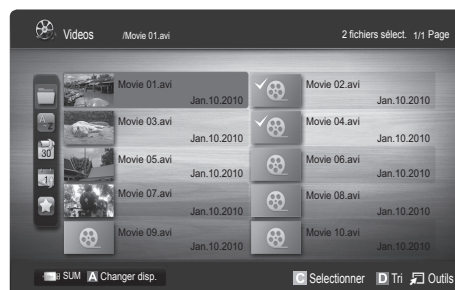 Videos /Movie 01.avi 2 fichiers sélect. 1/1 Page
Movie 01.avi Movie 02.avi
Jan.10.2010 Jan.10.2010
Movie 03.avi Movie 04.avi
Jan.10.2010 Jan.10.2010
Movie 05.avi Movie 06.avi
Jan.10.2010 Jan.10.2010
Movie 07.avi Movie 08.avi
Jan.10.2010 Jan.10.2010
Movie 09.avi Movie 10.avi
Jan.10.2010 Jan.10.2010
SUM A Changer disp. C Selectionner D Tri Outils